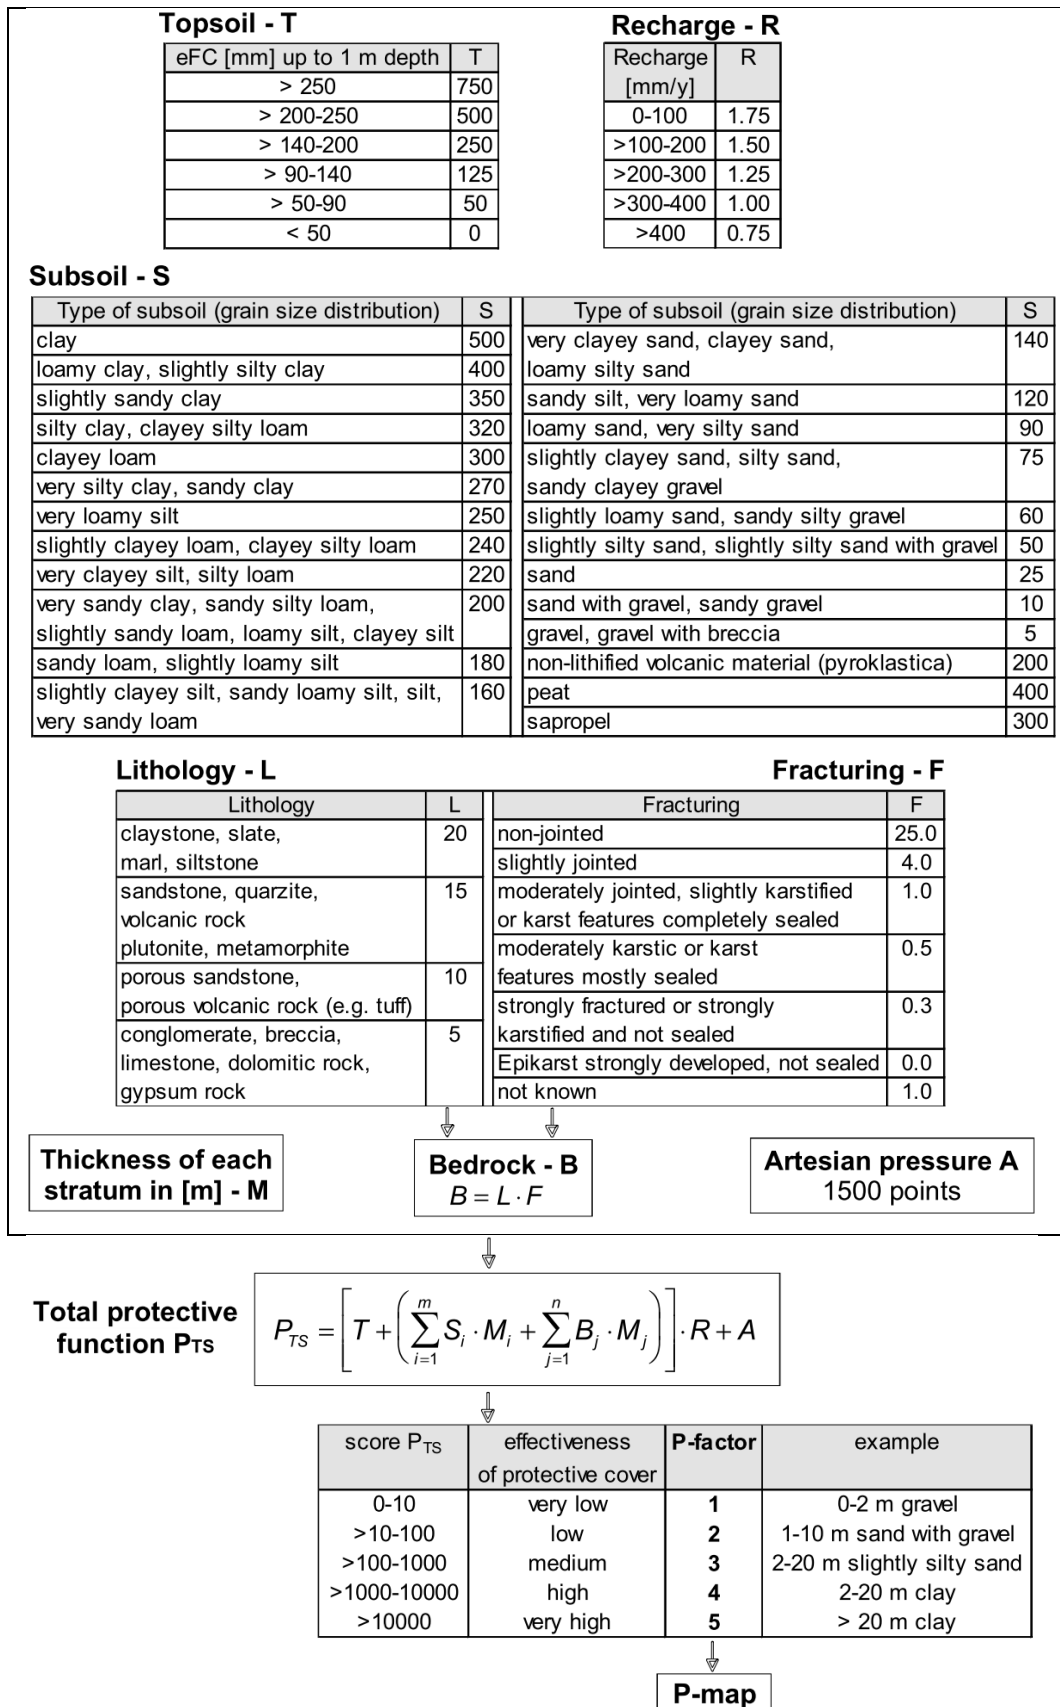 Topsoil - T
eFC [mm] up to 1 m depth T
> 250 750
> 200-250 500
> 140-200 250
> 90-140 125
> 50-90 50
< 50 0
Recharge - R
Recharge R
[mm/y]
0-100 1.75
>100-200 1.50
>200-300 1.25
>300-400 1.00
>400 0.75
Subsoil - S
Type of subsoil (grain size distribution) S
clay 500
loamy clay, slightly silty clay 400
slightly sandy clay 350
silty clay, clayey silty loam 320
clayey loam 300
very silty clay, sandy clay 270
very loamy silt 250
slightly clayey loam, clayey silty loam 240
very clayey silt, silty loam 220
very sandy clay, sandy silty loam, 200
slightly sandy loam, loamy silt, clayey silt
sandy loam, slightly loamy silt 180
slightly clayey silt, sandy loamy silt, silt, 160
very sandy loam
Type of subsoil (grain size distribution) S
very clayey sand, clayey sand, 140
loamy silty sand
sandy silt, very loamy sand 120
loamy sand, very silty sand 90
slightly clayey sand, silty sand, 75
sandy clayey gravel
slightly loamy sand, sandy silty gravel 60
slightly silty sand, slightly silty sand with gravel 50
sand 25
sand with gravel, sandy gravel 10
gravel, gravel with breccia 5
non-lithified volcanic material (pyroklastica) 200
peat 400
sapropel 300
Lithology - L
Lithology L
claystone, slate, 20
marl, siltstone
sandstone, quarzite, 15
volcanic rock
plutonite, metamorphite
porous sandstone, 10
porous volcanic rock (e.g. tuff)
conglomerate, breccia, 5
limestone, dolomitic rock,
gypsum rock
Fracturing - F
Fracturing F
non-jointed 25.0
slightly jointed 4.0
moderately jointed, slightly karstified 1.0
or karst features completely sealed
moderately karstic or karst 0.5
features mostly sealed
strongly fractured or strongly 0.3
karstified and not sealed
Epikarst strongly developed, not sealed 0.0
not known 1.0
Thickness of each
stratum in [m] - M
Bedrock - B
B = L · F
Artesian pressure A
1500 points
Total protective
function PTS
P_TS = [T + (∑_{i=1}^{m} S_i · M_i + ∑_{j=1}^{n} B_j · M_j)] · R + A
score PTS effectiveness P-factor example
of protective cover
0-10 very low 1 0-2 m gravel
>10-100 low 2 1-10 m sand with gravel
>100-1000 medium 3 2-20 m slightly silty sand
>1000-10000 high 4 2-20 m clay
>10000 very high 5 > 20 m clay
P-map